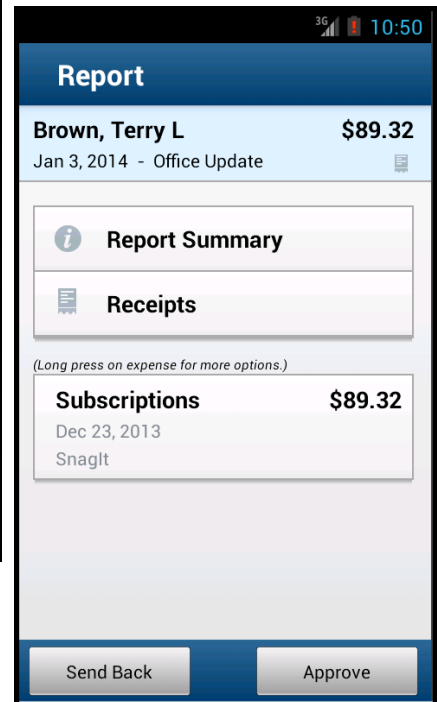 3G 10:50
Report
Brown, Terry L $89.32
Jan 3, 2014 - Office Update
Report Summary
Receipts
(Long press on expense for more options.)
Subscriptions $89.32
Dec 23, 2013
SnagIt
Send Back Approve